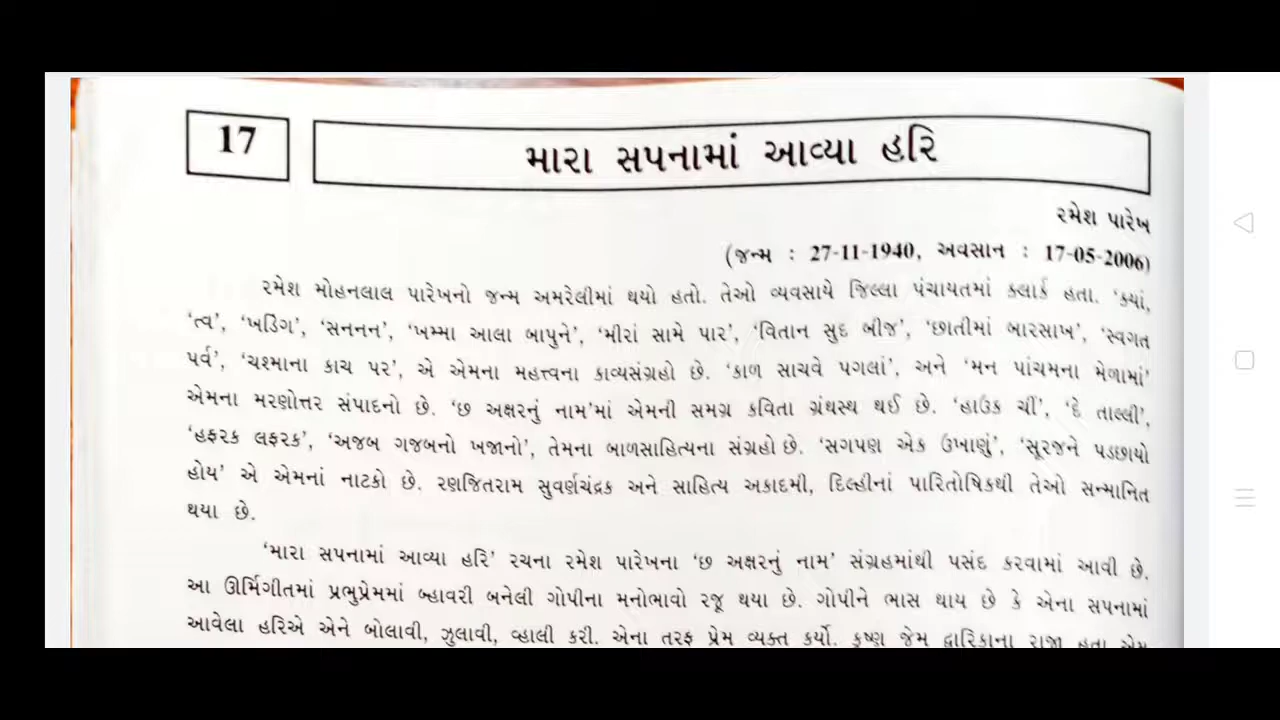 17
મારા સપનામાં આવ્યા હરિ
રમેશ પારેખ
(જન્મ : 27-11-1940, અવસાન : 17-05-2006)
રમેશ મોહનલાલ પારેખનો જન્મ અમરેલીમાં થયો હતો. તેઓ વ્યવસાયે જિલ્લા પંચાયતમાં કલાર્ક હતા. ‘ક્યાં,
‘ત્વ’, ‘ખડિંગ’, ‘સનનન’, ‘ખમ્મા આલા બાપુને’, ‘મીરાં સામે પાર’, ‘વિતાન સુદ બીજ’, ‘છાતીમાં બારસાખ’, ‘સ્વગત
પર્વ’, ‘ચશ્માના કાચ પર’, એ એમના મહત્ત્વના કાવ્યસંગ્રહો છે. ‘કાળ સાચવે પગલાં’, અને ‘મન પાંચમના મેળામાં’
એમના મરણોત્તર સંપાદનો છે. ‘છ અક્ષરનું નામ’માં એમની સમગ્ર કવિતા ગ્રંથસ્થ થઈ છે. ‘હાઉક ચીં’, ‘દે તાલ્લી’,
‘હફરક લફરક’, ‘અજબ ગજબનો ખજાનો’, તેમના બાળસાહિત્યના સંગ્રહો છે. ‘સગપણ એક ઉખાણું’, ‘સૂરજને પડછાયો
હોય’ એ એમનાં નાટકો છે. રણજિતરામ સુવર્ણચંદ્રક અને સાહિત્ય અકાદમી, દિલ્હીનાં પારિતોષિકથી તેઓ સન્માનિત
થયા છે.
‘મારા સપનામાં આવ્યા હરિ’ રચના રમેશ પારેખના ‘છ અક્ષરનું નામ’ સંગ્રહમાંથી પસંદ કરવામાં આવી છે.
આ ઊર્મિગીતમાં પ્રભુપ્રેમમાં બ્હાવરી બનેલી ગોપીના મનોભાવો રજૂ થયા છે. ગોપીને ભાસ થાય છે કે એના સપનામાં
આવેલા હરિએ એને બોલાવી, ઝુલાવી, વ્હાલી કરી. એના તરફ પ્રેમ વ્યક્ત કર્યો. કૃષ્ણ જેમ દ્વારિકાના રાજા હતા એમ